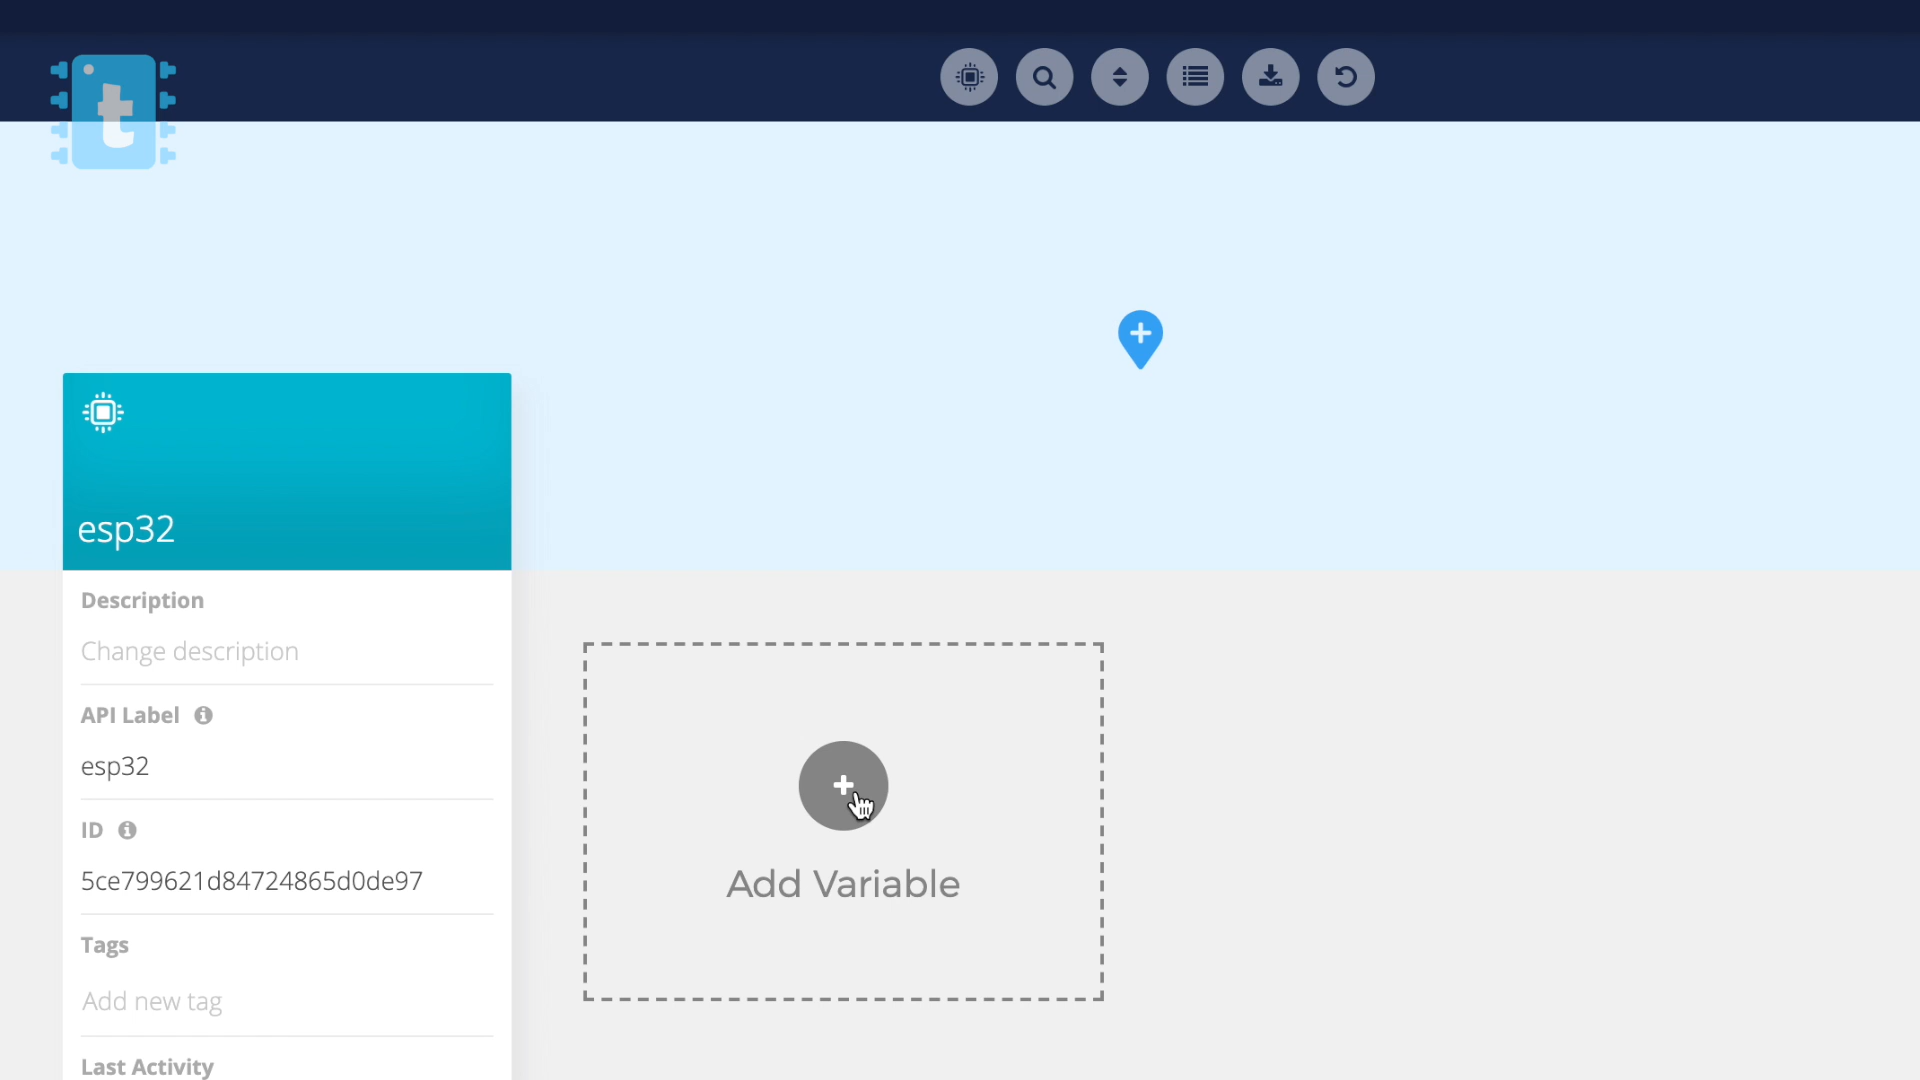 t
esp32
Description
Change description
API Label
esp32
ID
5ce799621d84724865d0de97
Tags
Add new tag
Last Activity
Add Variable